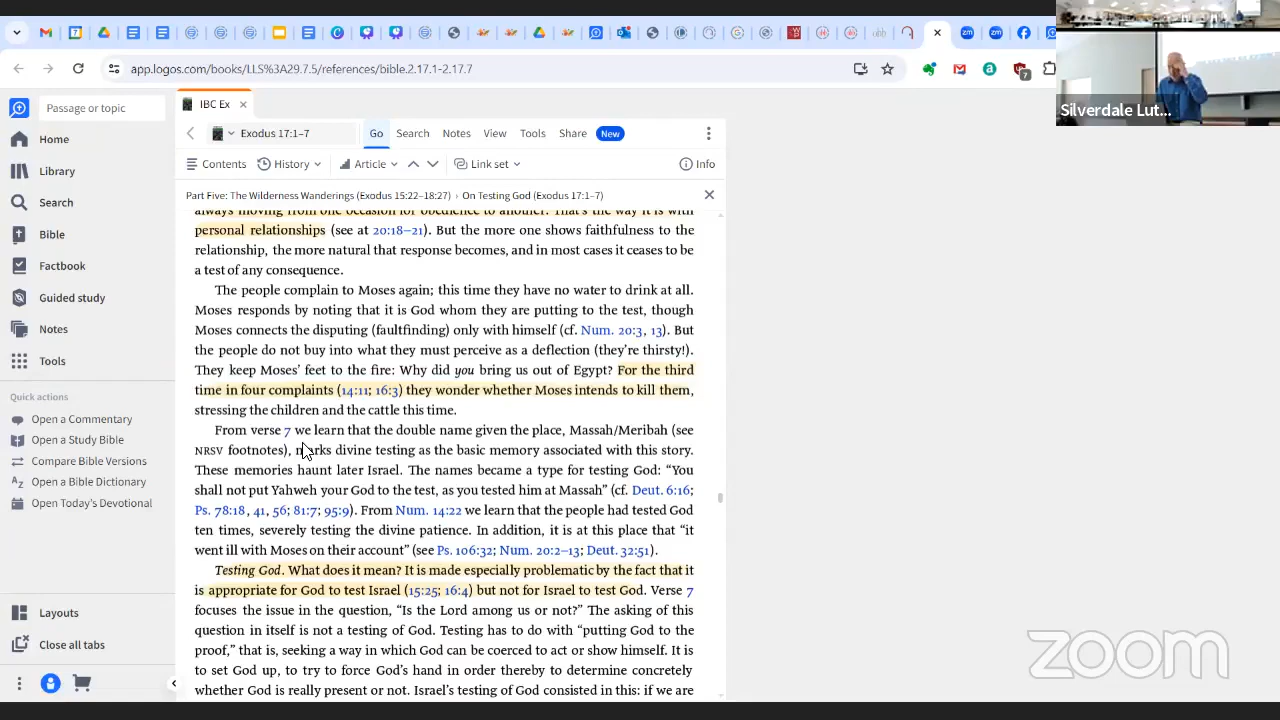 app.logos.com/books/LLS%3A29.7.5/references/bible.2.17.1-2.17.7
7
Silverdale Lut...
Passage or topic
IBC Ex
Home
Library
Search
Bible
Factbook
Guided study
Notes
Tools
Quick actions
Open a Commentary
Open a Study Bible
Compare Bible Versions
Open a Bible Dictionary
Open Today's Devotional
Layouts
Close all tabs
Exodus 17:1–7
Go Search Notes View Tools Share New
Contents History Article Link set Info
Part Five: The Wilderness Wanderings (Exodus 15:22–18:27) › On Testing God (Exodus 17:1–7)
always moving from one occasion for obedience to another. That's the way it is with
personal relationships (see at 20:18–21). But the more one shows faithfulness to the
relationship, the more natural that response becomes, and in most cases it ceases to be
a test of any consequence.
The people complain to Moses again; this time they have no water to drink at all.
Moses responds by noting that it is God whom they are putting to the test, though
Moses connects the disputing (faultfinding) only with himself (cf. Num. 20:3, 13). But
the people do not buy into what they must perceive as a deflection (they're thirsty!).
They keep Moses' feet to the fire: Why did you bring us out of Egypt? For the third
time in four complaints (14:11; 16:3) they wonder whether Moses intends to kill them,
stressing the children and the cattle this time.
From verse 7 we learn that the double name given the place, Massah/Meribah (see
NRSV footnotes), marks divine testing as the basic memory associated with this story.
These memories haunt later Israel. The names became a type for testing God: "You
shall not put Yahweh your God to the test, as you tested him at Massah" (cf. Deut. 6:16;
Ps. 78:18, 41, 56; 81:7; 95:9). From Num. 14:22 we learn that the people had tested God
ten times, severely testing the divine patience. In addition, it is at this place that "it
went ill with Moses on their account" (see Ps. 106:32; Num. 20:2–13; Deut. 32:51).
Testing God. What does it mean? It is made especially problematic by the fact that it
is appropriate for God to test Israel (15:25; 16:4) but not for Israel to test God. Verse 7
focuses the issue in the question, "Is the Lord among us or not?" The asking of this
question in itself is not a testing of God. Testing has to do with "putting God to the
proof," that is, seeking a way in which God can be coerced to act or show himself. It is
to set God up, to try to force God's hand in order thereby to determine concretely
whether God is really present or not. Israel's testing of God consisted in this: if we are
zoom